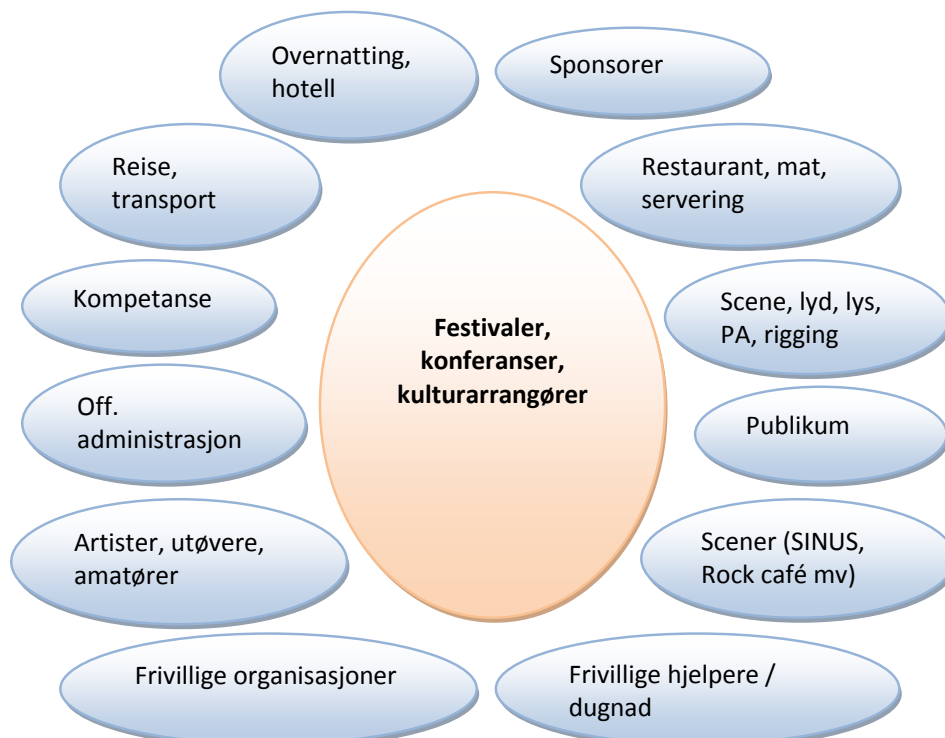 Overnatting,
hotell
Sponsorer
Reise,
transport
Restaurant, mat,
servering
Kompetanse
Scene, lyd, lys,
PA, rigging
Festivaler,
konferanser,
kulturarrangører
Off.
administrasjon
Publikum
Artister, utøvere,
amatører
Scener (SINUS,
Rock café mv)
Frivillige organisasjoner
Frivillige hjelpere /
dugnad